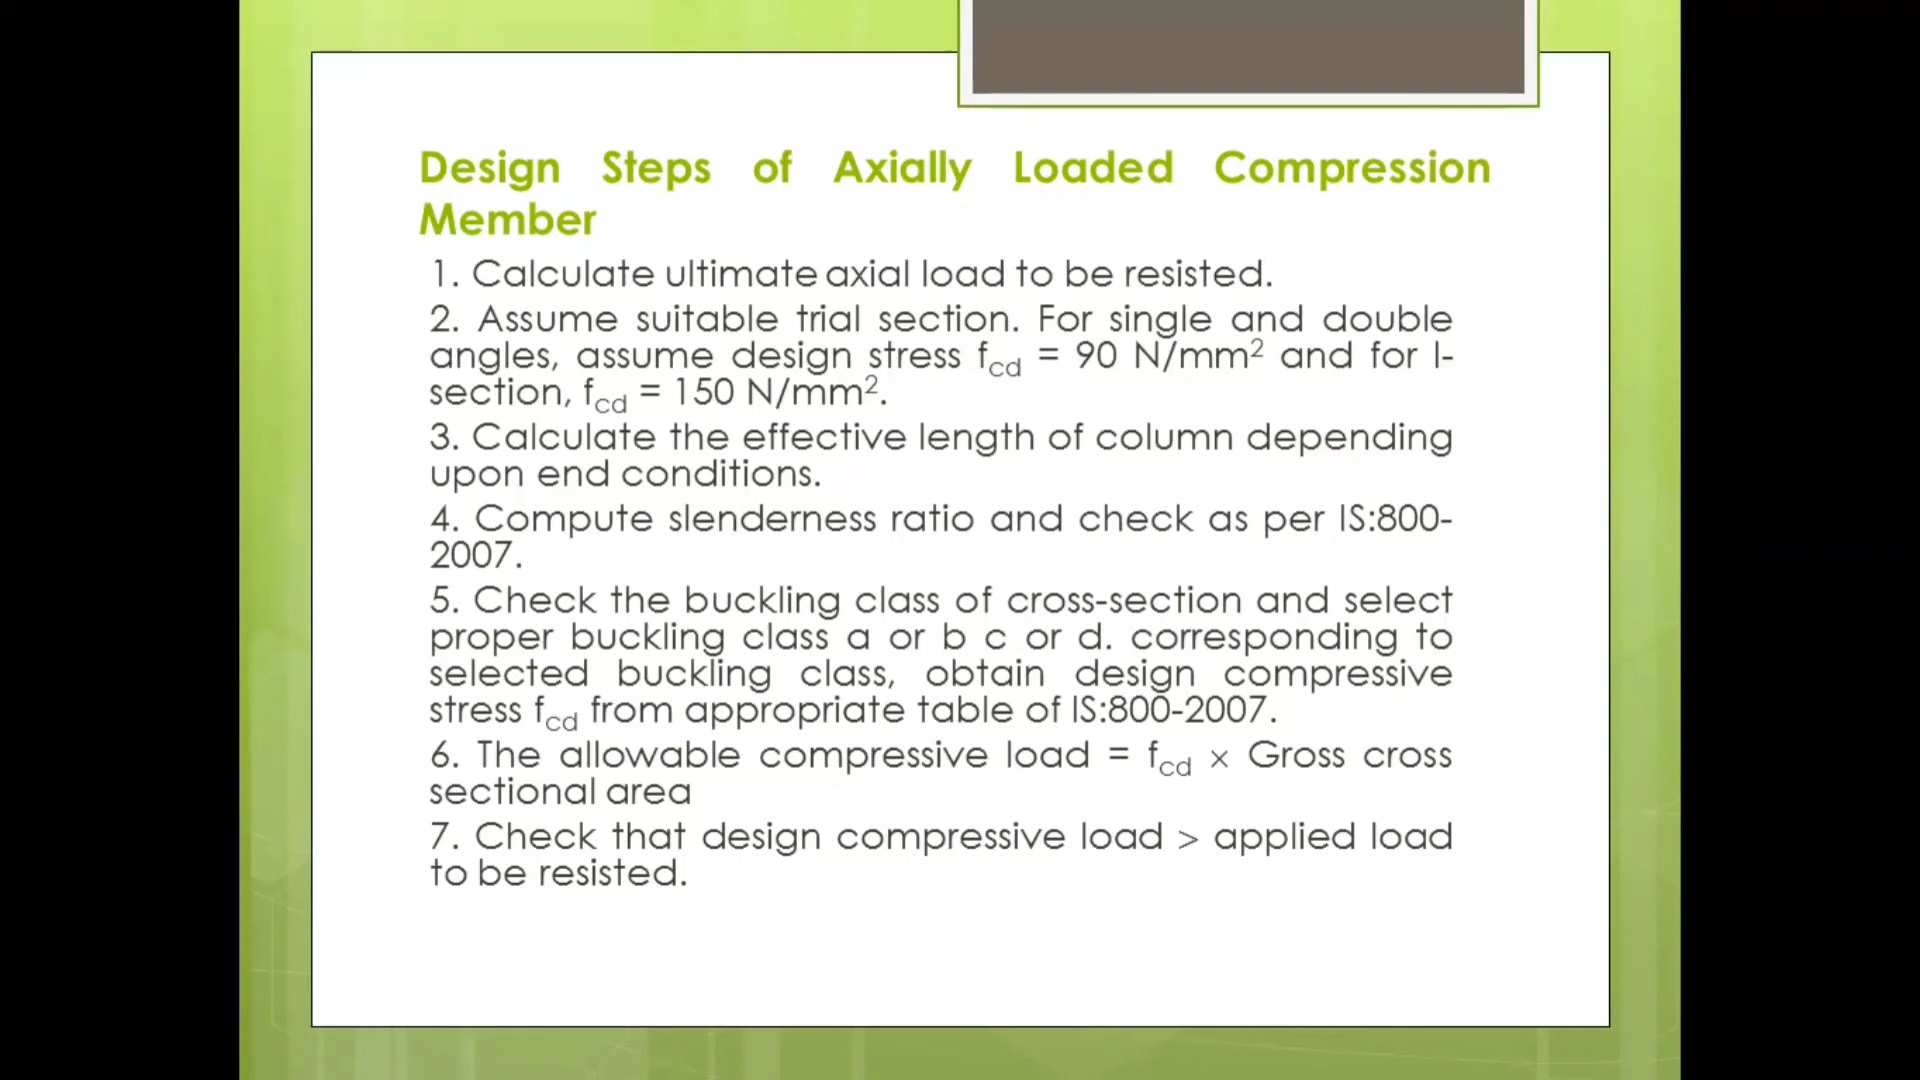 Design Steps of Axially Loaded Compression
Member
1. Calculate ultimate axial load to be resisted.
2. Assume suitable trial section. For single and double
angles, assume design stress fcd = 90 N/mm² and for I-
section, fcd = 150 N/mm².
3. Calculate the effective length of column depending
upon end conditions.
4. Compute slenderness ratio and check as per IS:800-
2007.
5. Check the buckling class of cross-section and select
proper buckling class a or b c or d. corresponding to
selected buckling class, obtain design compressive
stress fcd from appropriate table of IS:800-2007.
6. The allowable compressive load = fcd × Gross cross
sectional area
7. Check that design compressive load > applied load
to be resisted.